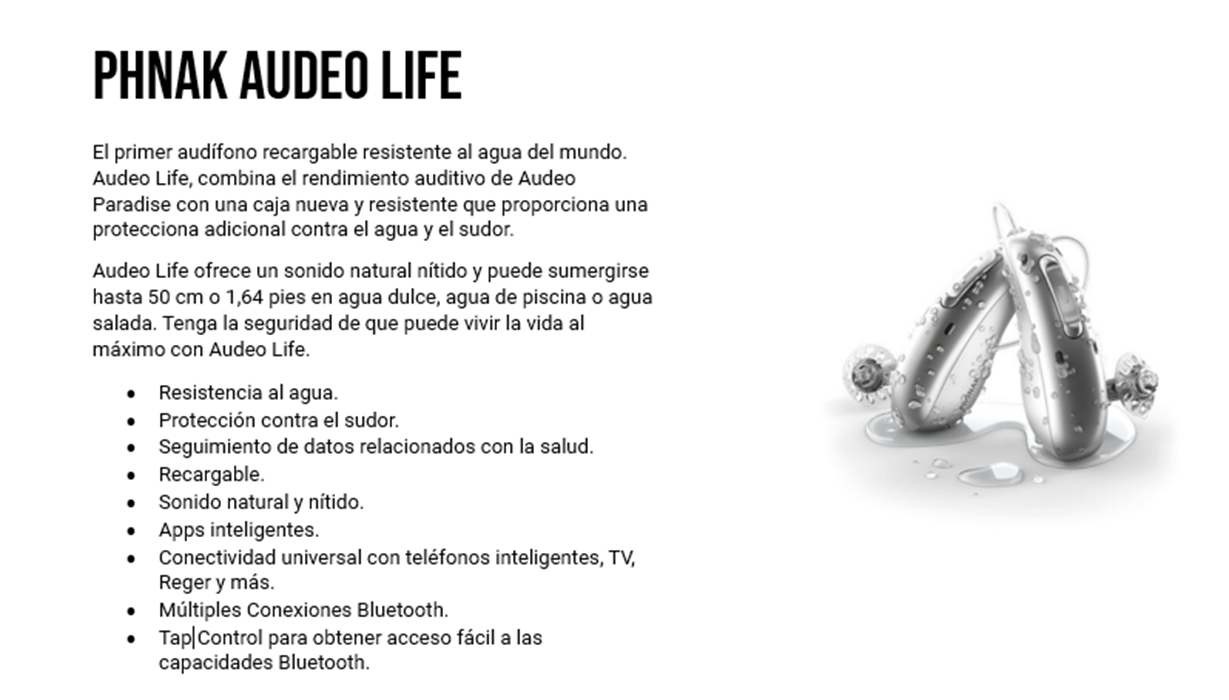 PHNAK AUDEO LIFE
El primer audífono recargable resistente al agua del mundo.
Audeo Life, combina el rendimiento auditivo de Audeo
Paradise con una caja nueva y resistente que proporciona una
protecciona adicional contra el agua y el sudor.
Audeo Life ofrece un sonido natural nítido y puede sumergirse
hasta 50 cm o 1,64 pies en agua dulce, agua de piscina o agua
salada. Tenga la seguridad de que puede vivir la vida al
máximo con Audeo Life.
• Resistencia al agua.
• Protección contra el sudor.
• Seguimiento de datos relacionados con la salud.
• Recargable.
• Sonido natural y nítido.
• Apps inteligentes.
• Conectividad universal con teléfonos inteligentes, TV,
Reger y más.
• Múltiples Conexiones Bluetooth.
• Tap Control para obtener acceso fácil a las
capacidades Bluetooth.